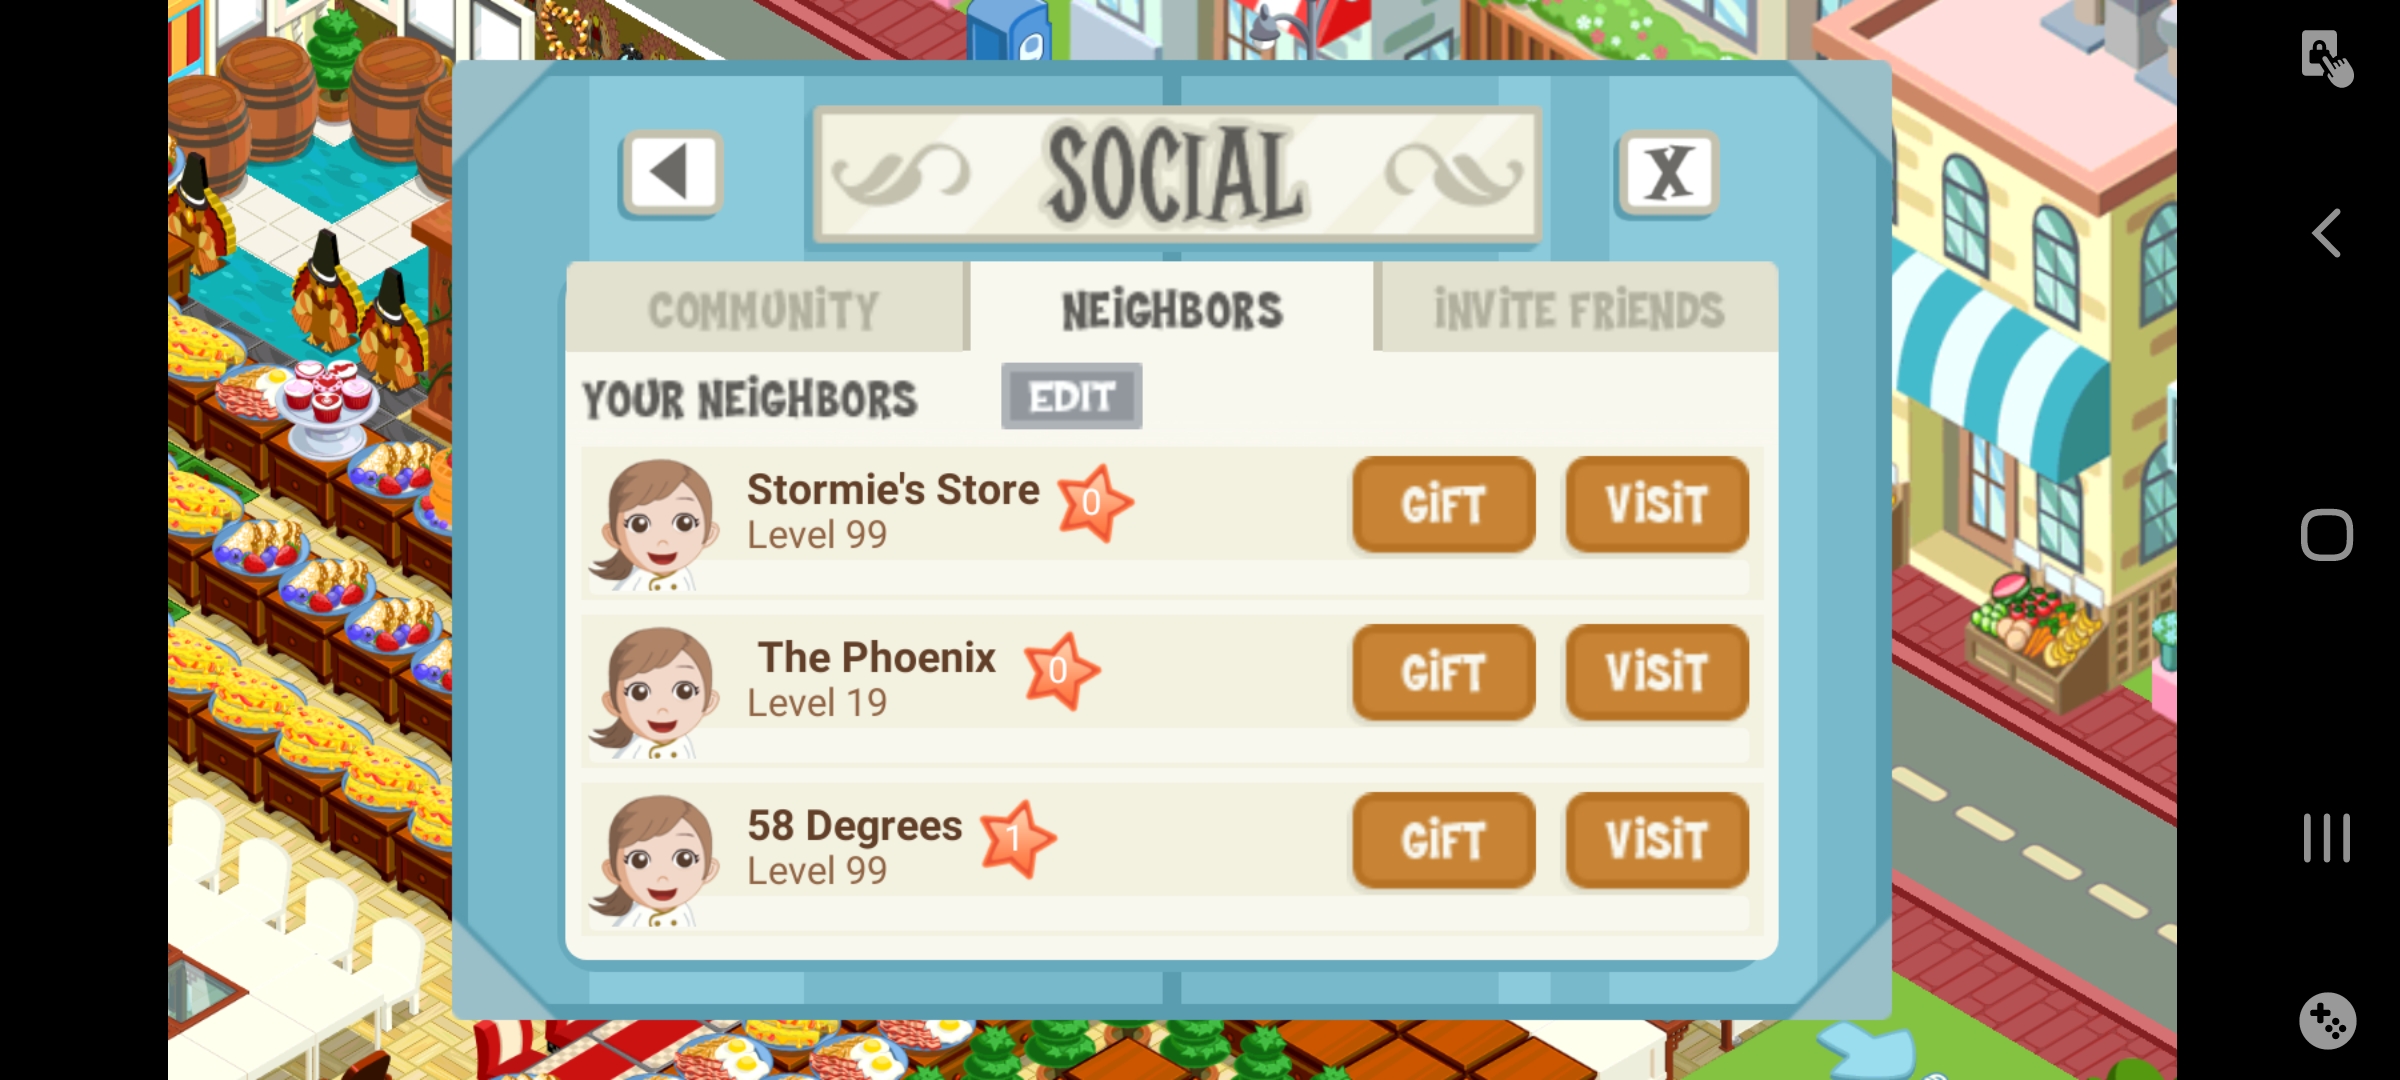 SOCIAL
X
COMMUNITY
NEIGHBORS
INVITE FRIENDS
YOUR NEIGHBORS
EDIT
Stormie's Store
0
Level 99
GIFT
VISIT
The Phoenix
0
Level 19
GIFT
VISIT
58 Degrees
1
Level 99
GIFT
VISIT